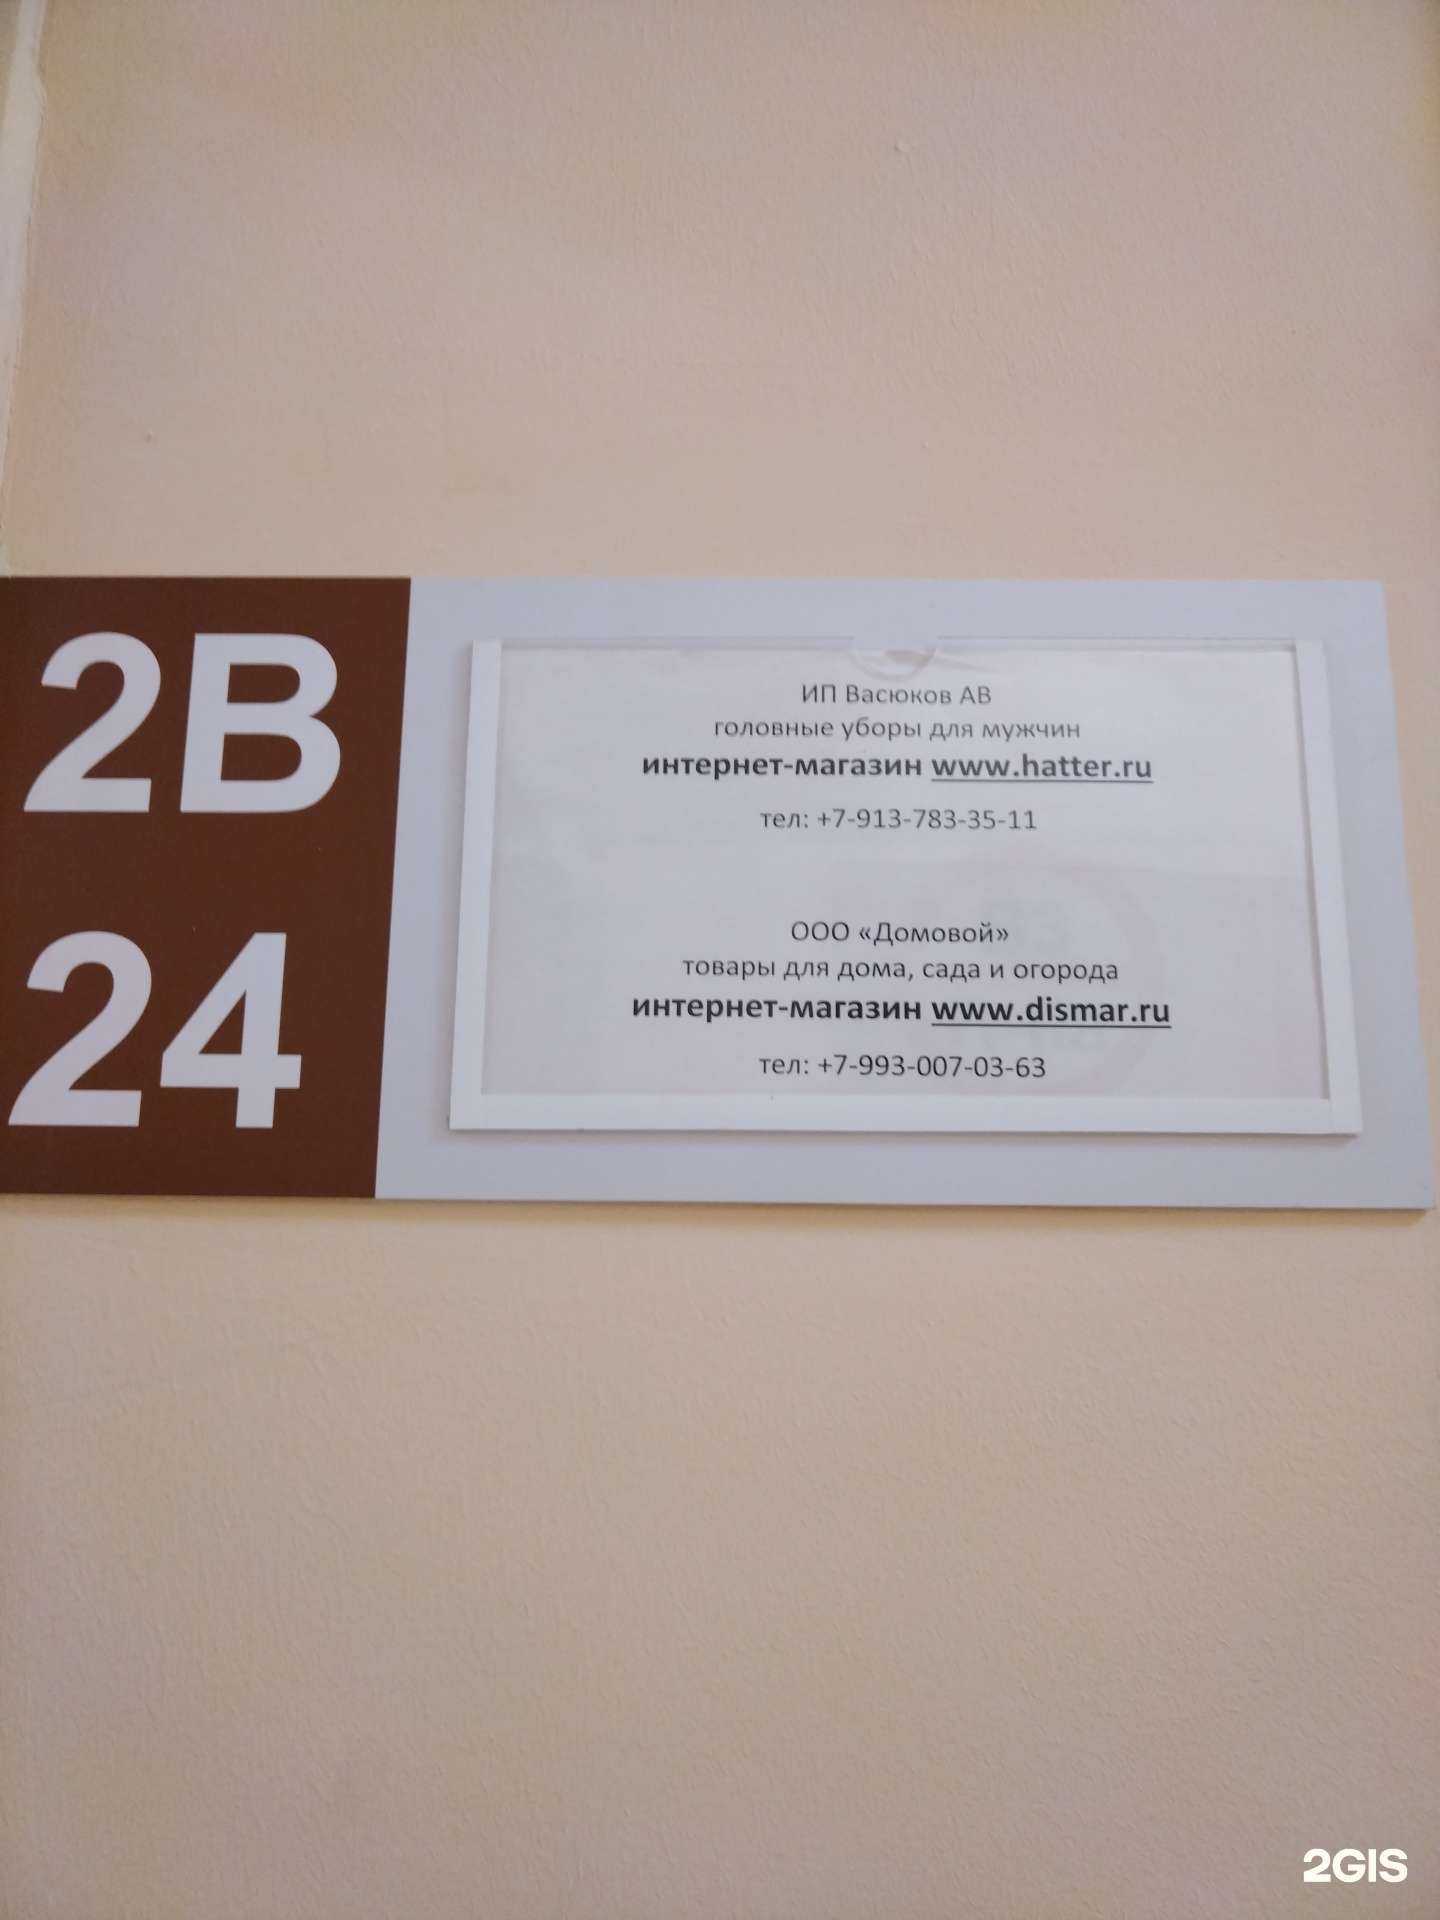 2В
24
ИП Васюков АВ
головные уборы для мужчин
интернет-магазин www.hatter.ru
тел: +7-913-783-35-11
ООО «Домовой»
товары для дома, сада и огорода
интернет-магазин www.dismar.ru
тел: +7-993-007-03-63
2GIS